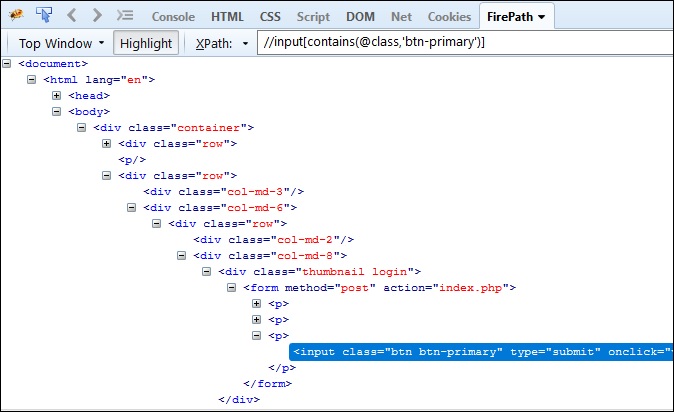 Console HTML CSS Script DOM Net Cookies FirePath
Top Window Highlight XPath: //input[contains(@class,'btn-primary')]
<document>
<html lang="en">
<head>
<body>
<div class="container">
<div class="row">
<p/>
<div class="row">
<div class="col-md-3"/>
<div class="col-md-6">
<div class="row">
<div class="col-md-2"/>
<div class="col-md-8">
<div class="thumbnail login">
<form method="post" action="index.php">
<p>
<p>
<p>
<input class="btn btn-primary" type="submit" onclick="
</p>
</form>
</div>